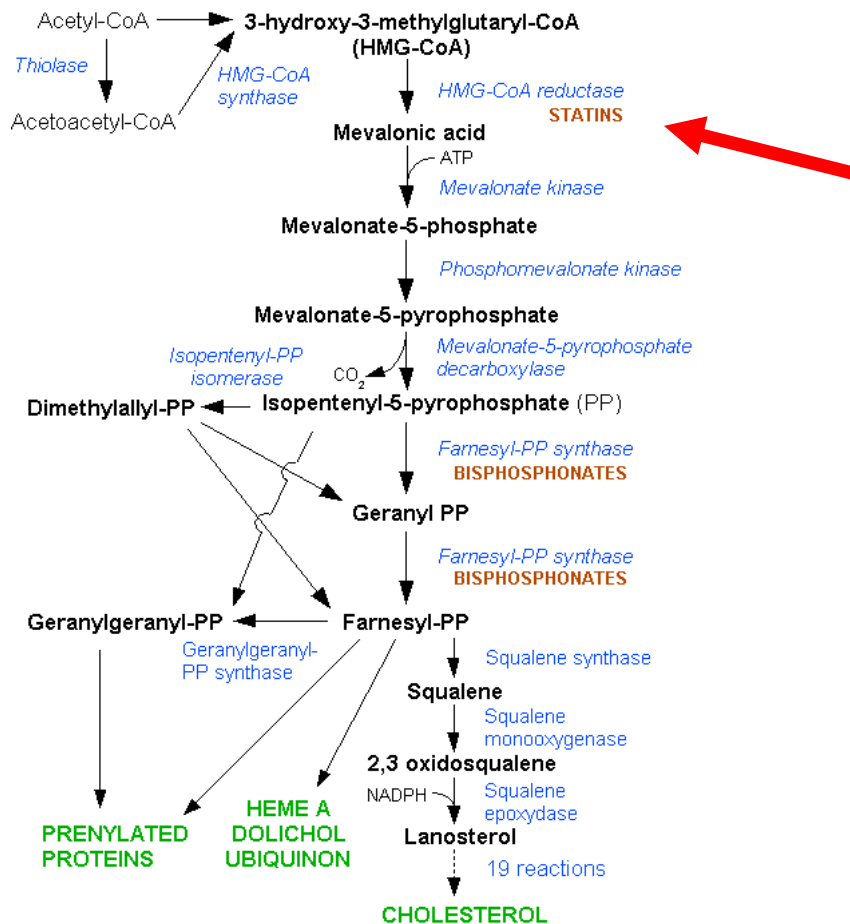 Acetyl-CoA
3-hydroxy-3-methylglutaryl-CoA
(HMG-CoA)
Thiolase
HMG-CoA
synthase
HMG-CoA reductase
STATINS
Acetoacetyl-CoA
Mevalonic acid
ATP
Mevalonate kinase
Mevalonate-5-phosphate
Phosphomevalonate kinase
Mevalonate-5-pyrophosphate
Isopentenyl-PP
isomerase
CO2
Mevalonate-5-pyrophosphate
decarboxylase
Dimethylallyl-PP
Isopentenyl-5-pyrophosphate (PP)
Farnesyl-PP synthase
BISPHOSPHONATES
Geranyl PP
Farnesyl-PP synthase
BISPHOSPHONATES
Geranylgeranyl-PP
Farnesyl-PP
Geranylgeranyl-
PP synthase
Squalene synthase
Squalene
Squalene
monooxygenase
2,3 oxidosqualene
NADPH
Squalene
epoxydase
Lanosterol
PRENYLATED
PROTEINS
HEME A
DOLICHOL
UBIQUINON
19 reactions
CHOLESTEROL